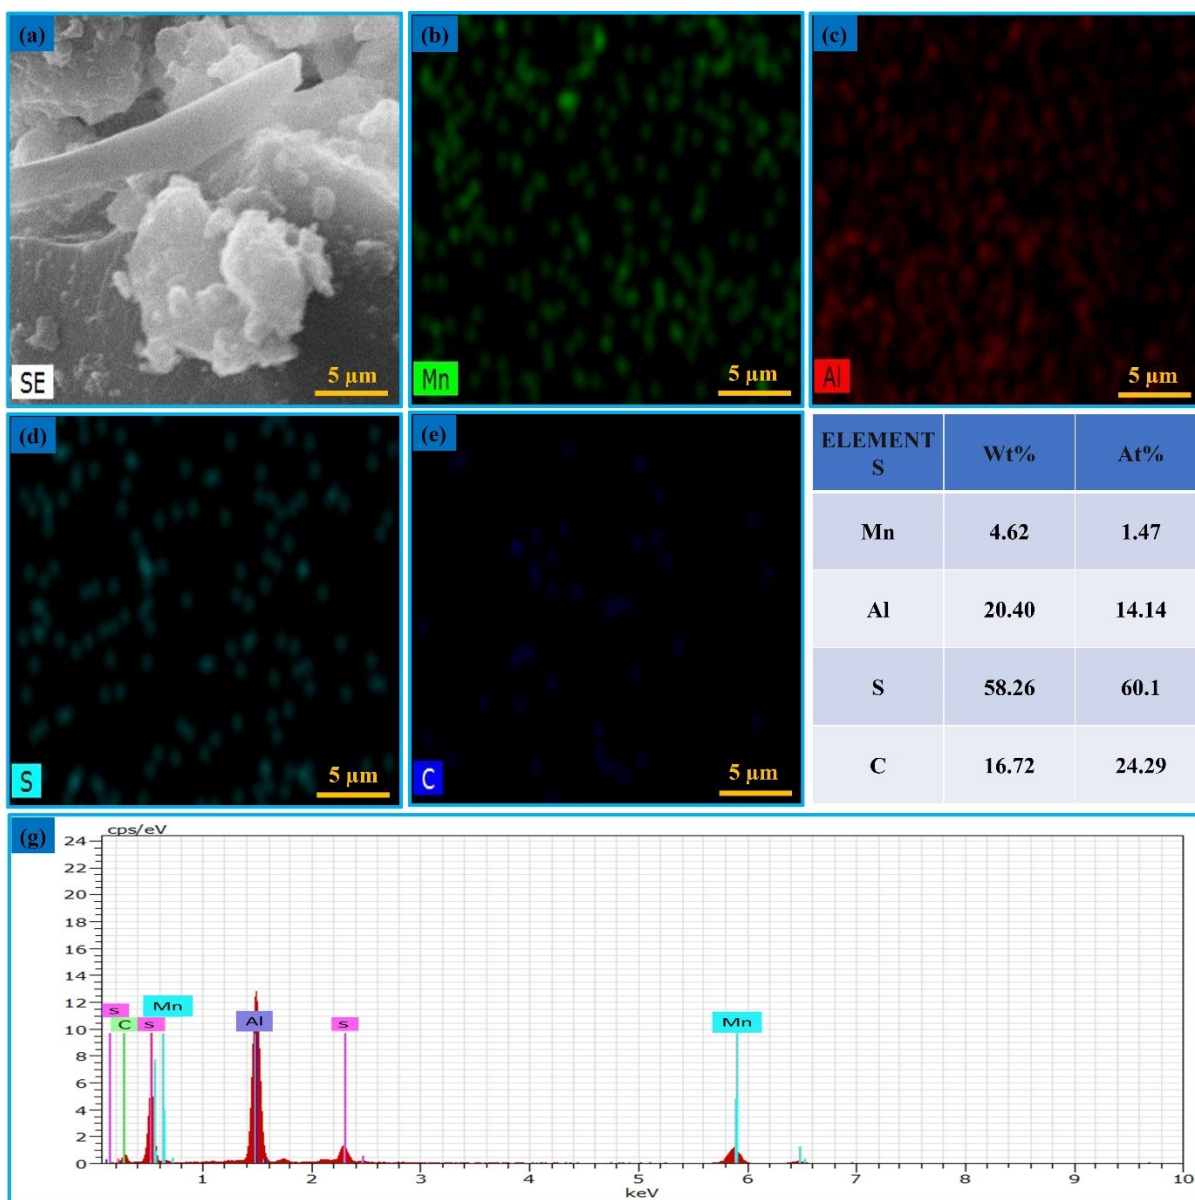 (a)
SE
5 μm
(b)
Mn
5 μm
(c)
Al
5 μm
(d)
S
5 μm
(e)
C
5 μm
ELEMENT
S
Wt%
At%
Mn 4.62 1.47
Al 20.40 14.14
S 58.26 60.1
C 16.72 24.29
(g)
cps/eV
24
22
20
18
16
14
12
10
8
6
4
2
0
S
Mn
C
S
Al
S
Mn
1 2 3 4 5 6 7 8 9 10
keV